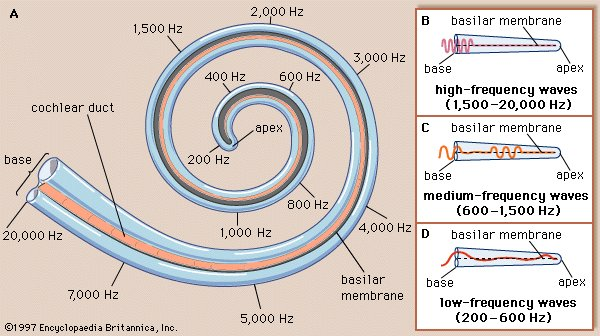 A
2,000 Hz
1,500 Hz
3,000 Hz
400 Hz
600 Hz
cochlear duct
apex
200 Hz
base
800 Hz
20,000 Hz
1,000 Hz
4,000 Hz
basilar
membrane
7,000 Hz
5,000 Hz
©1997 Encyclopaedia Britannica, Inc.
B
basilar membrane
base
apex
high-frequency waves
(1,500–20,000 Hz)
C
basilar membrane
base
apex
medium-frequency waves
(600–1,500 Hz)
D
basilar membrane
base
apex
low-frequency waves
(200–600 Hz)